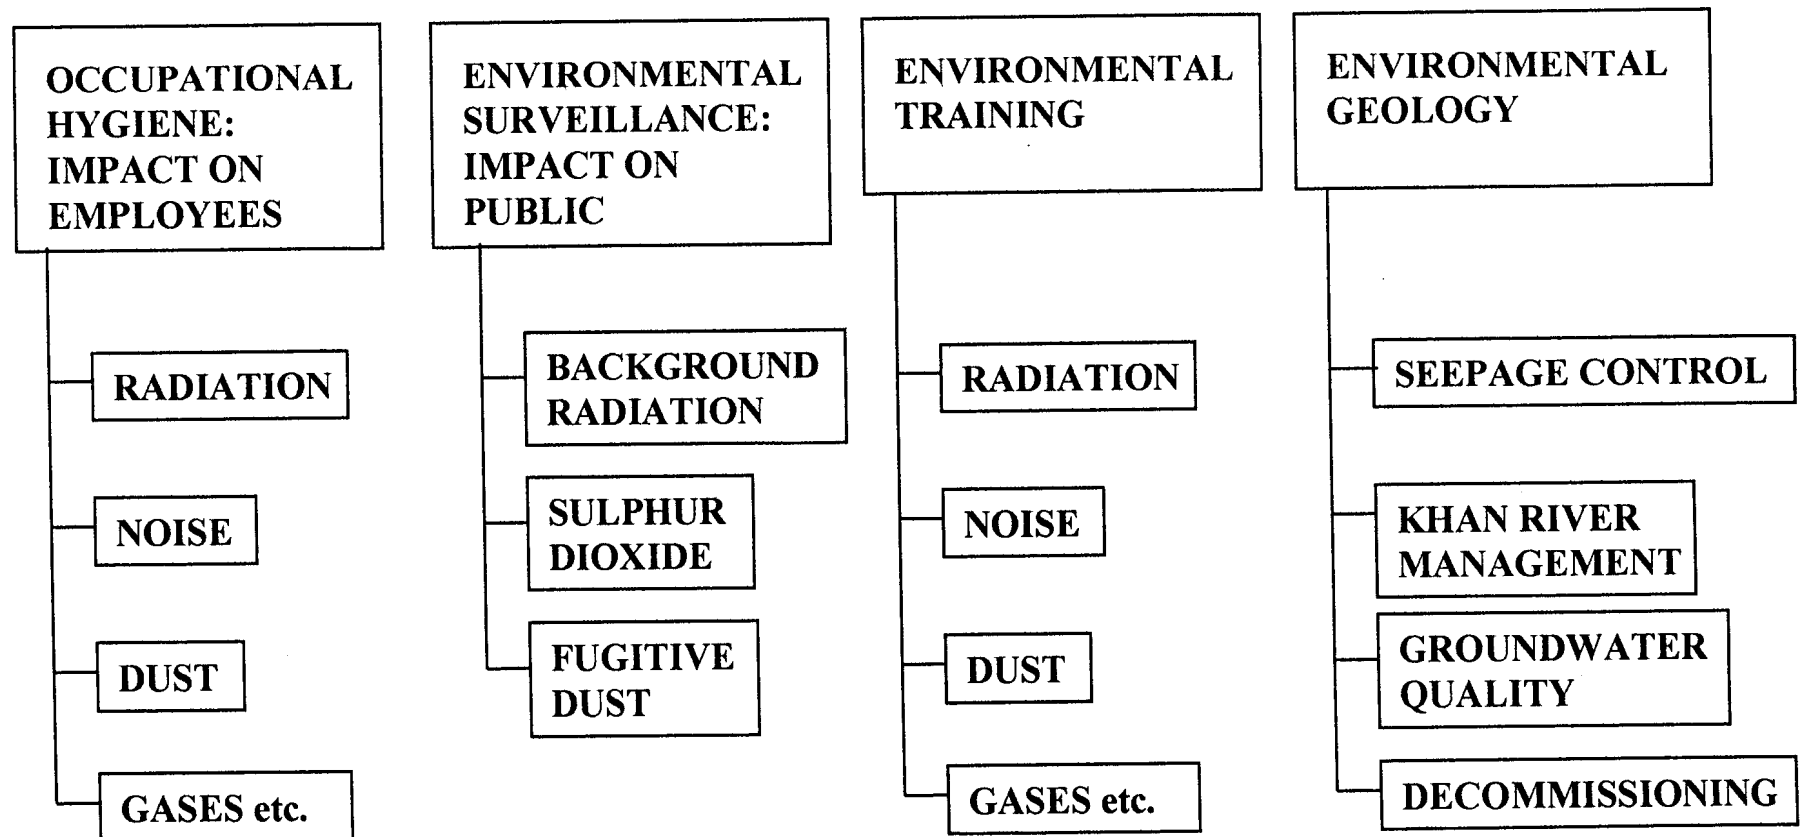 OCCUPATIONAL
HYGIENE:
IMPACT ON
EMPLOYEES
RADIATION
NOISE
DUST
GASES etc.
ENVIRONMENTAL
SURVEILLANCE:
IMPACT ON
PUBLIC
BACKGROUND
RADIATION
SULPHUR
DIOXIDE
FUGITIVE
DUST
ENVIRONMENTAL
TRAINING
RADIATION
NOISE
DUST
GASES etc.
ENVIRONMENTAL
GEOLOGY
SEEPAGE CONTROL
KHAN RIVER
MANAGEMENT
GROUNDWATER
QUALITY
DECOMMISSIONING